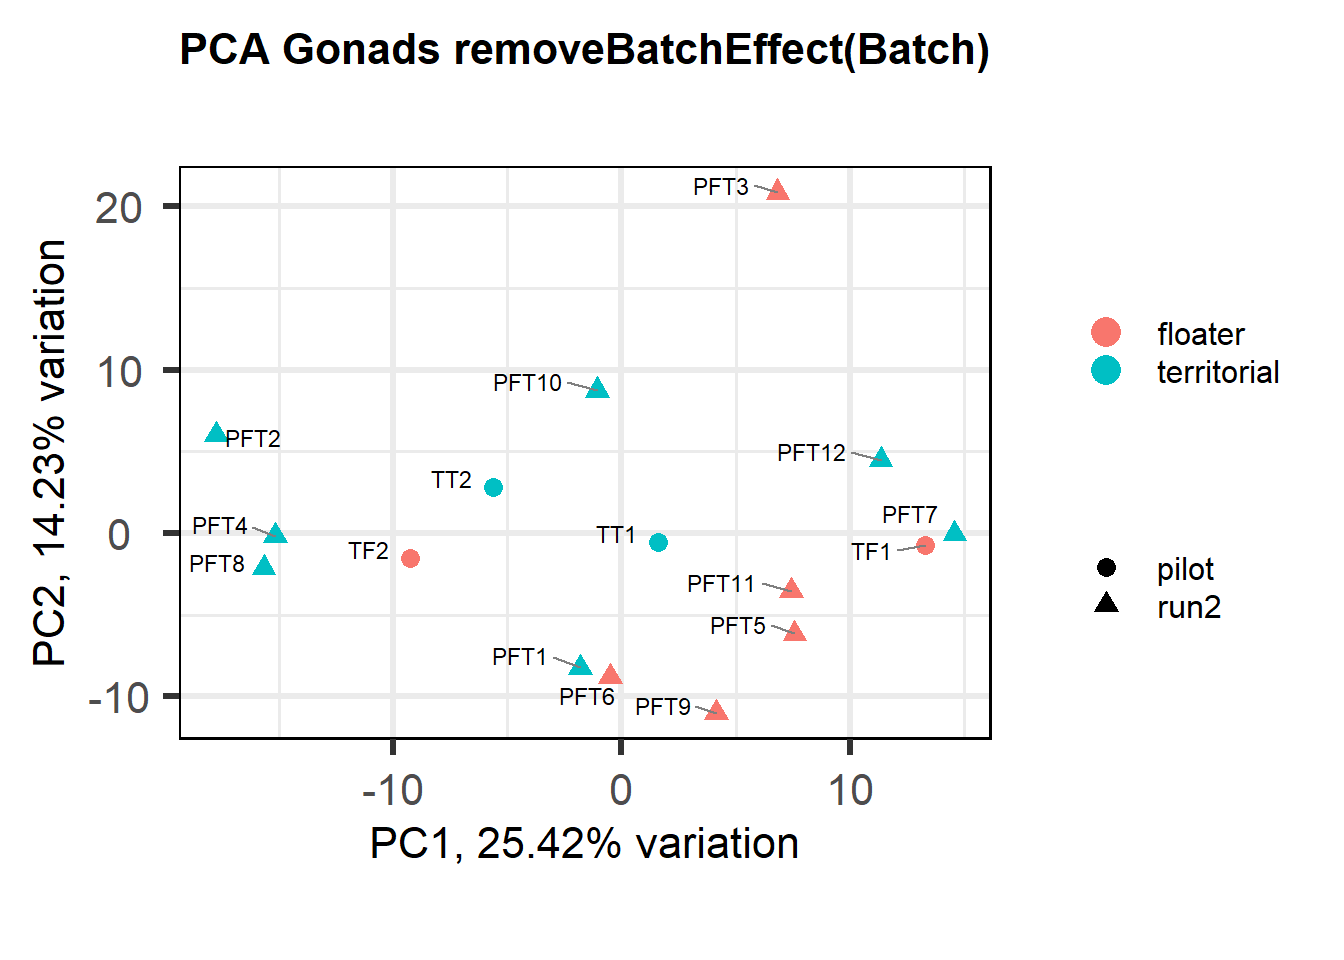 PCA Gonads removeBatchEffect(Batch)
PFT3
20
floater
territorial
10
PFT10
PFT2
PFT12
TT2
PFT7
PFT4
TT1
0
TF2
TF1
PFT8
pilot
PFT11
run2
PFT5
PFT1
PFT6
PFT9
-10
-10 0 10
PC1, 25.42% variation
PC2, 14.23% variation